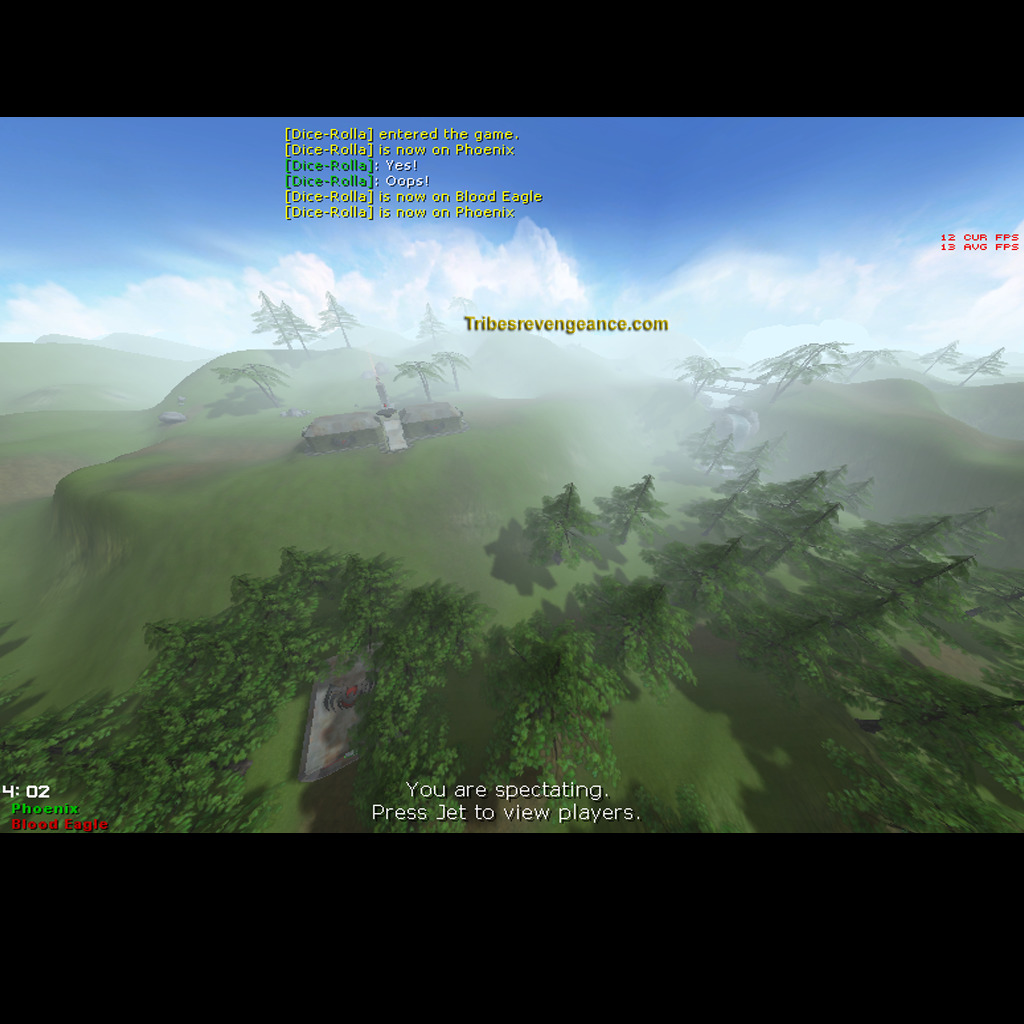 [Dice-Rolla] entered the game.
[Dice-Rolla] is now on Phoenix
[Dice-Rolla]: Yes!
[Dice-Rolla]: Oops!
[Dice-Rolla] is now on Blood Eagle
[Dice-Rolla] is now on Phoenix
12 CUR FPS
13 AVG FPS
Tribesrevengeance.com
4:02
Phoenix
Blood Eagle
You are spectating.
Press Jet to view players.